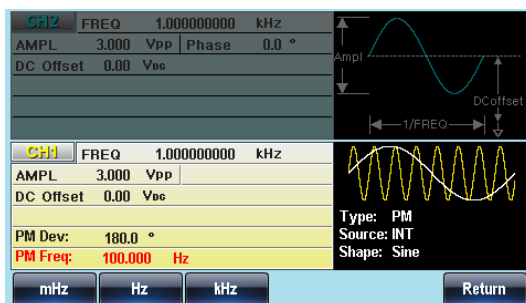 CH2 FREQ 1.000000000 kHz
AMPL 3.000 VPP Phase 0.0 °
DC Offset 0.00 VDC
Ampl
DCoffset
1/FREQ
CH1 FREQ 1.000000000 kHz
AMPL 3.000 VPP
DC Offset 0.00 VDC
PM Dev: 180.0 °
PM Freq: 100.000 Hz
Type: PM
Source: INT
Shape: Sine
mHz Hz kHz Return